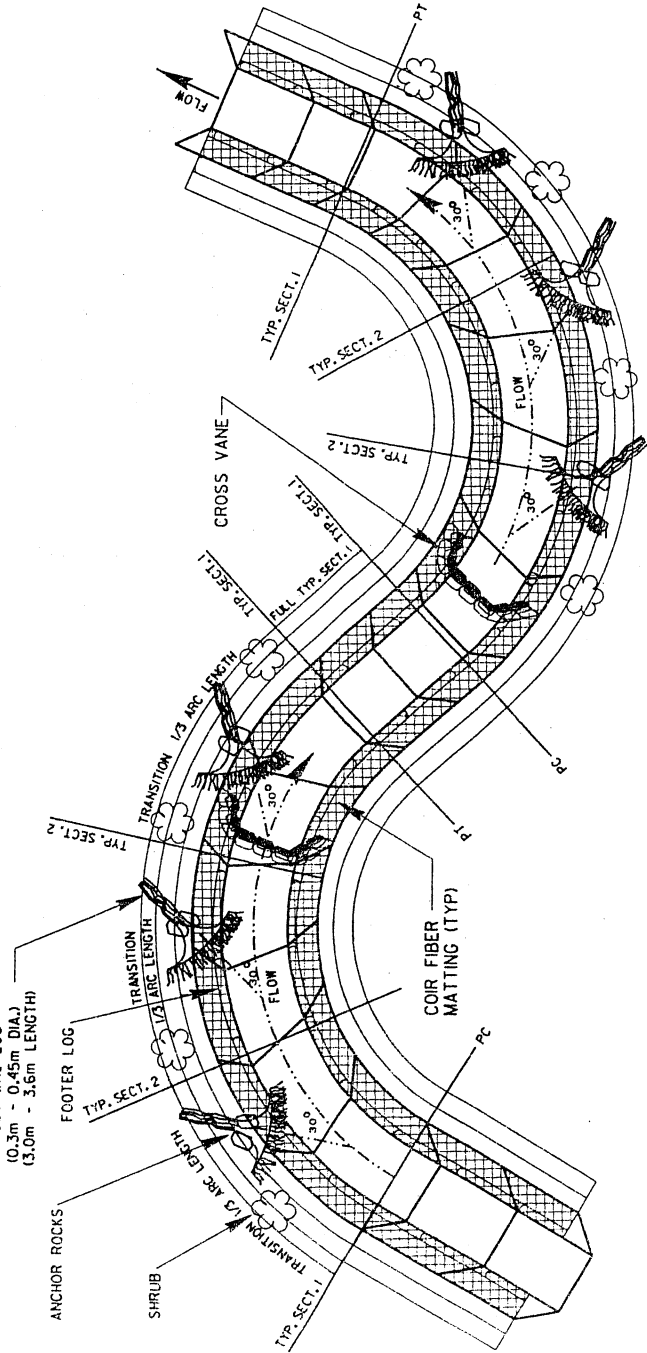 (0.3m - 0.45m DIA.)
(3.0m - 3.6m LENGTH)
FOOTER LOG
ANCHOR ROCKS
SHRUB
TYP. SECT. 1
TRANSITION 1/3 ARC LENGTH
TYP. SECT. 2
TRANSITION
1/3 ARC LENGTH
TYP. SECT. 2
TRANSITION 1/3 ARC LENGTH
FULL TYP. SECT. 1
TYP. SECT. 1
TYP. SECT. 1
CROSS VANE
TYP. SECT. 2
TYP. SECT. 2
TYP. SECT. 1
FLOW
PT
30°
30°
FLOW
30°
30°
FLOW
30°
30°
PC
PT
COIR FIBER
MATTING (TYP)
PC